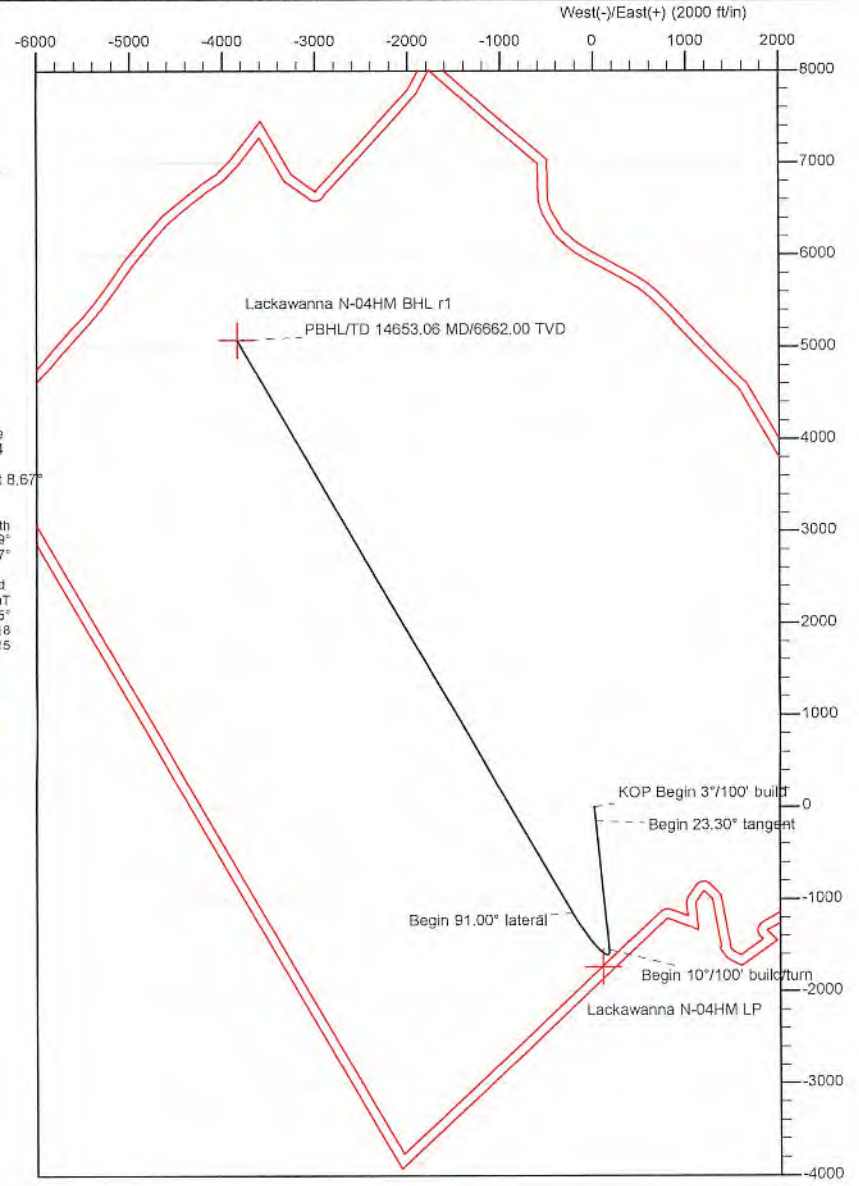 West(-)/East(+) (2000 ft/in)
-6000 -5000 -4000 -3000 -2000 -1000 0 1000 2000
8000
7000
6000
Lackawanna N-04HM BHL r1
PBHL/TD 14653.06 MD/6662.00 TVD
5000
4000
8.67°
3000
2000
1000
KOP Begin 3°/100' build
0
Begin 23.30° tangent
-1000
Begin 91.00° lateral
Begin 10°/100' build/turn
-2000
Lackawanna N-04HM LP
-3000
-4000